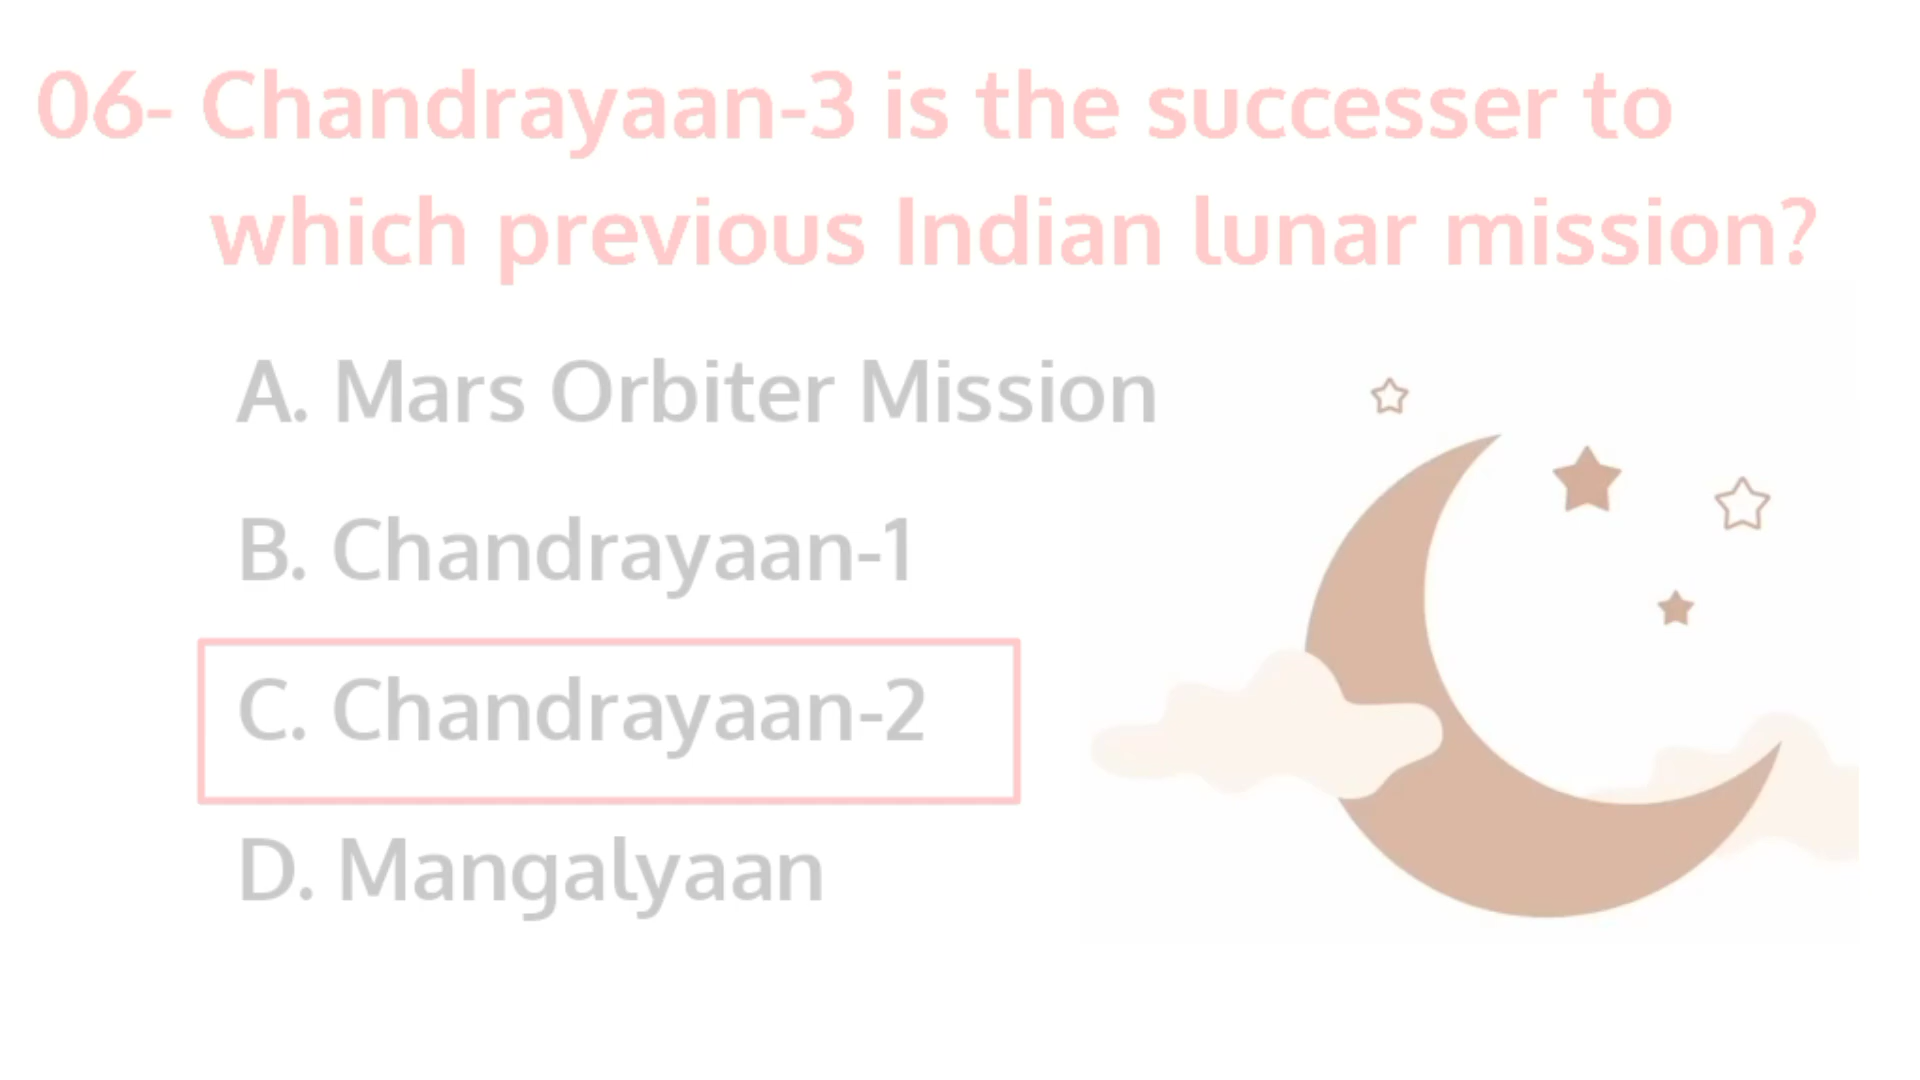 06- Chandrayaan-3 is the successer to
which previous Indian lunar mission?
A. Mars Orbiter Mission
B. Chandrayaan-1
C. Chandrayaan-2
D. Mangalyaan